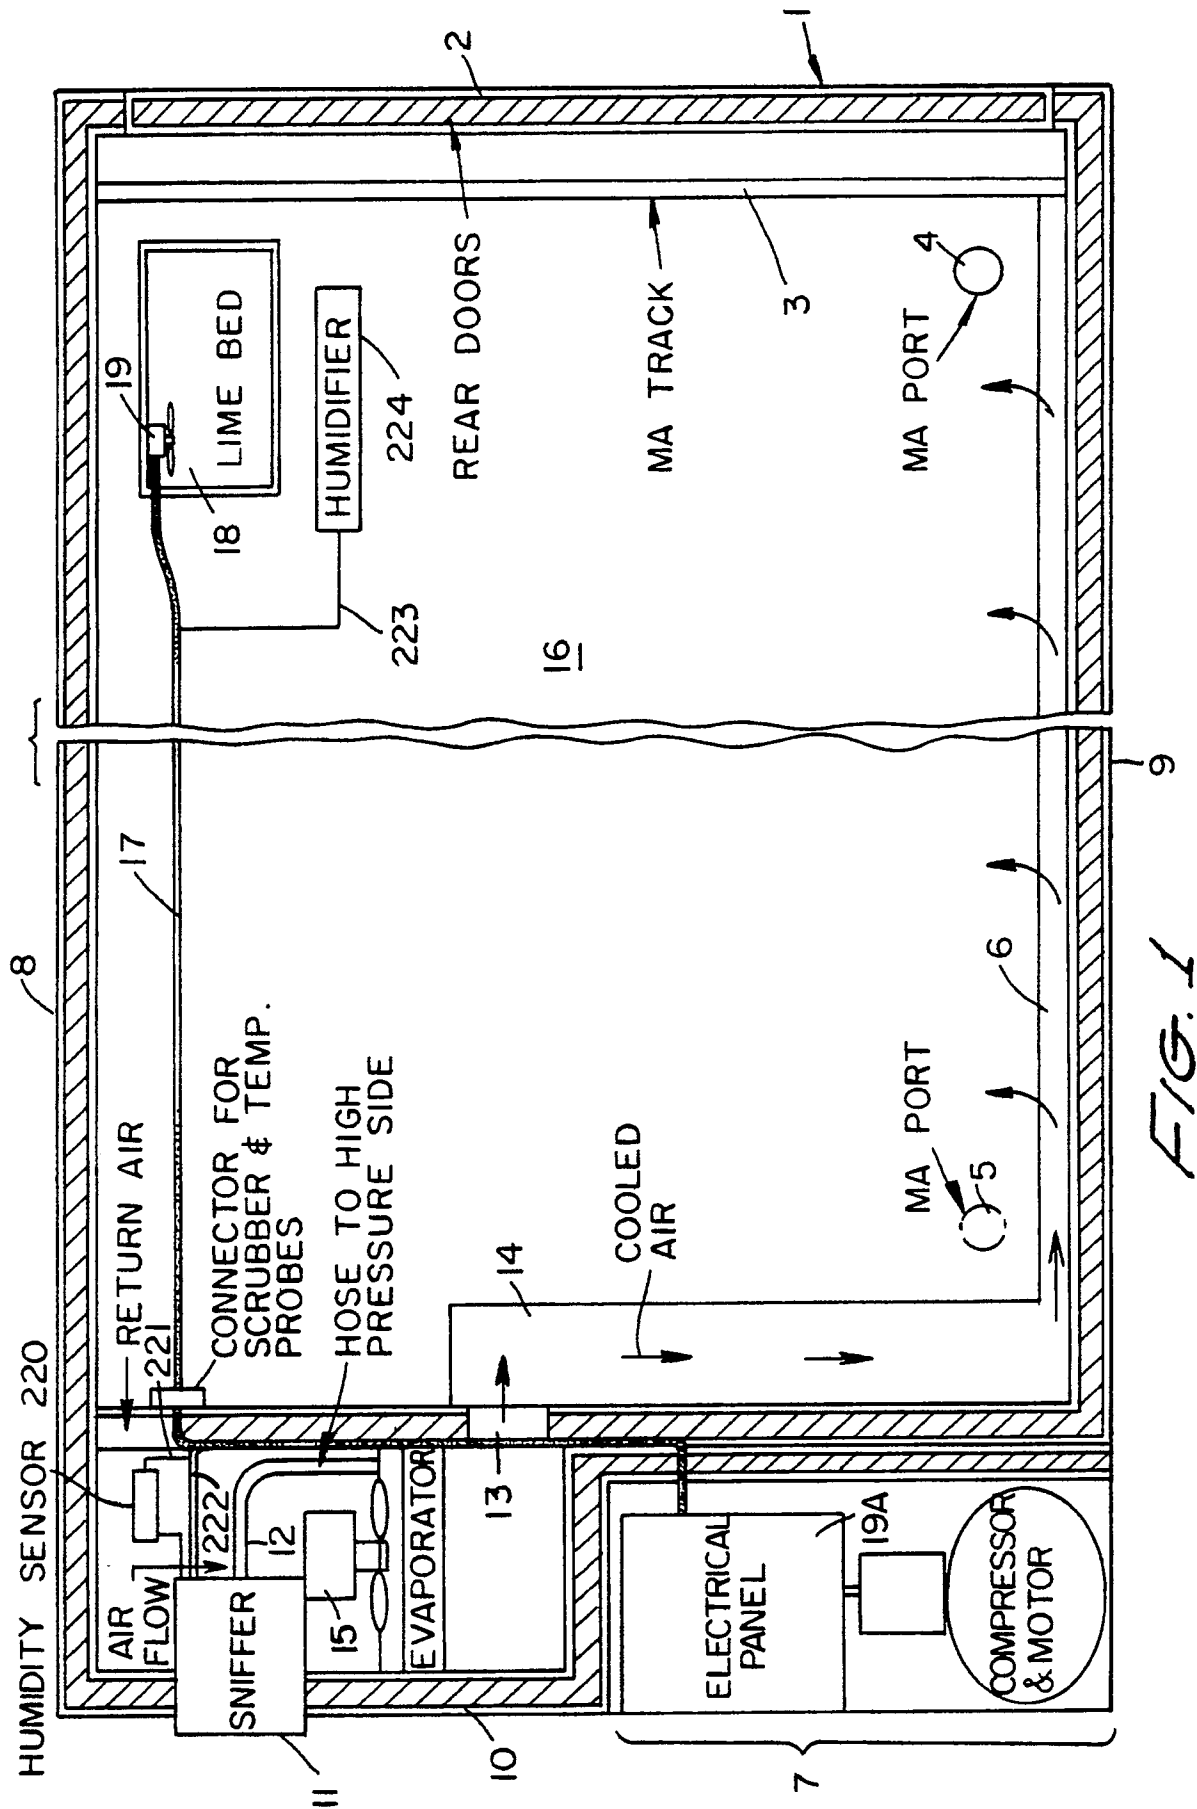 HUMIDITY SENSOR 220
8
RETURN AIR
221
17
AIR
FLOW
222
19
18
LIME BED
2
1
SNIFFER
11
12
15
CONNECTOR FOR
SCRUBBER & TEMP.
PROBES
HOSE TO HIGH
PRESSURE SIDE
HUMIDIFIER
224
223
EVAPORATOR
10
13
14
16
REAR DOORS
COOLED
AIR
MA TRACK
3
ELECTRICAL
PANEL
19A
7
COMPRESSOR
& MOTOR
MA PORT
5
6
MA PORT
4
9
FIG. 1